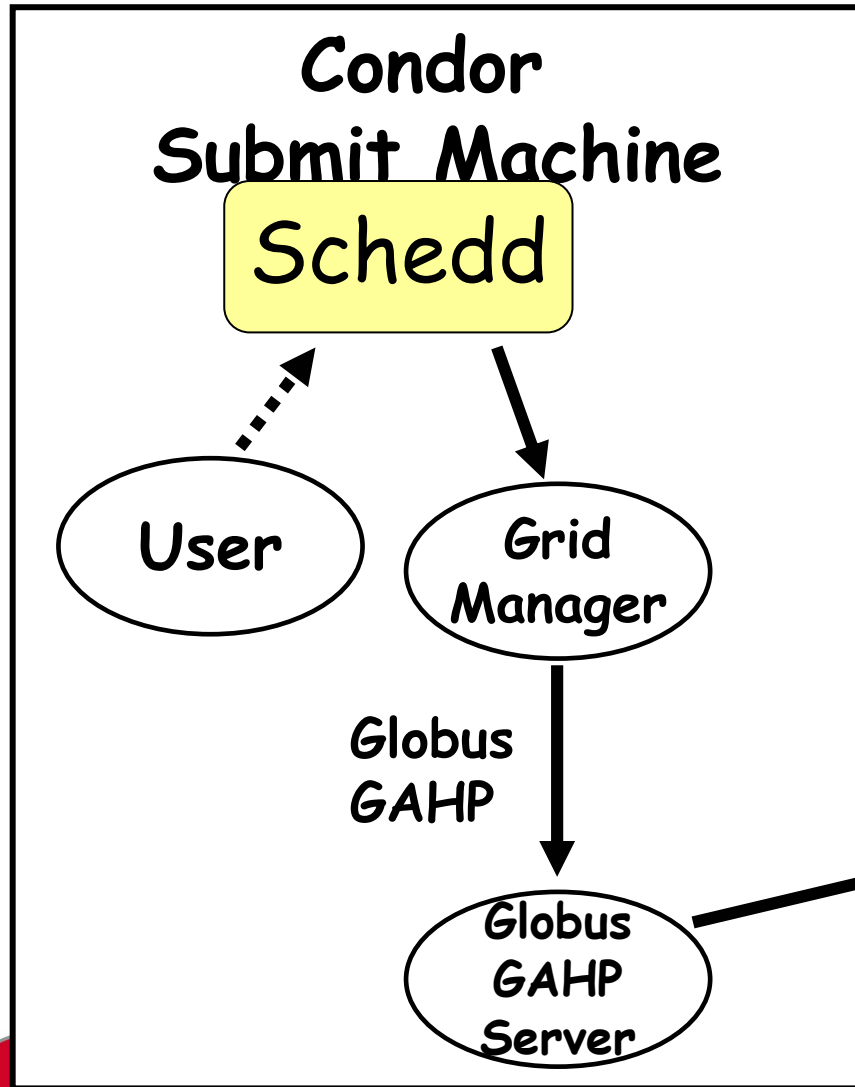 Condor
Submit Machine
Schedd
User
Grid
Manager
Globus
GAHP
Globus
GAHP
Server